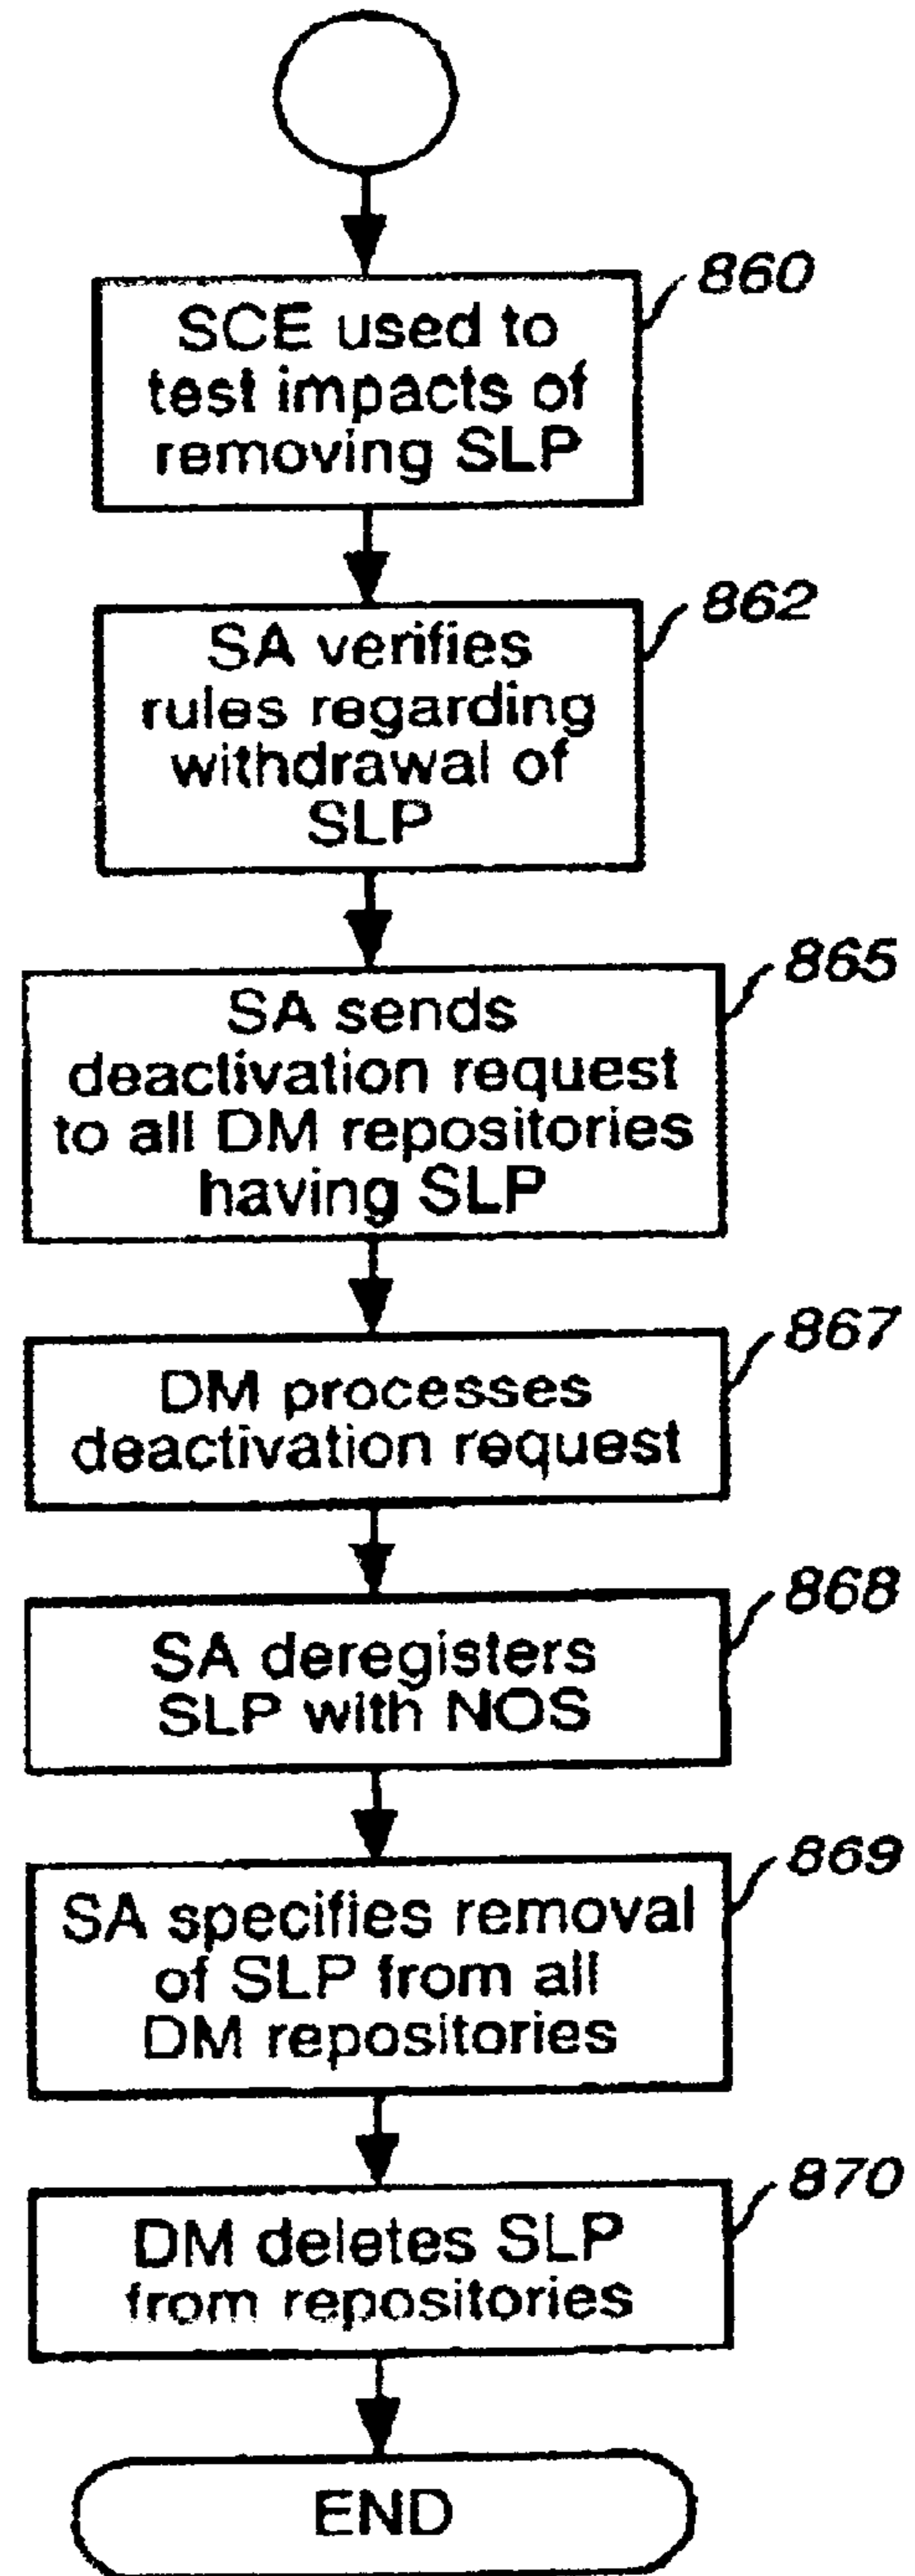 860
SCE used to
test impacts of
removing SLP
862
SA verifies
rules regarding
withdrawal of
SLP
865
SA sends
deactivation request
to all DM repositories
having SLP
867
DM processes
deactivation request
868
SA deregisters
SLP with NOS
869
SA specifies removal
of SLP from all
DM repositories
870
DM deletes SLP
from repositories
END